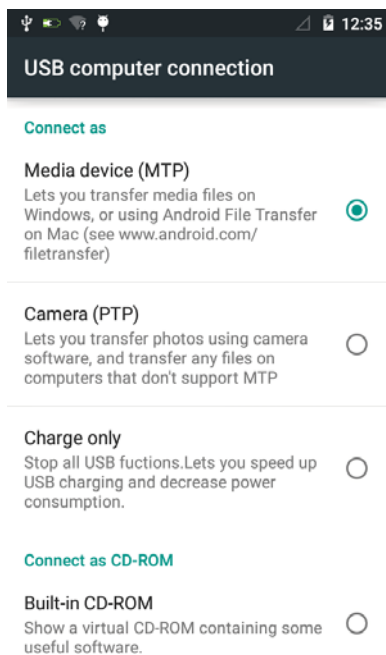 12:35
USB computer connection
Connect as
Media device (MTP)
Lets you transfer media files on
Windows, or using Android File Transfer
on Mac (see www.android.com/
filetransfer)
Camera (PTP)
Lets you transfer photos using camera
software, and transfer any files on
computers that don't support MTP
Charge only
Stop all USB fuctions.Lets you speed up
USB charging and decrease power
consumption.
Connect as CD-ROM
Built-in CD-ROM
Show a virtual CD-ROM containing some
useful software.